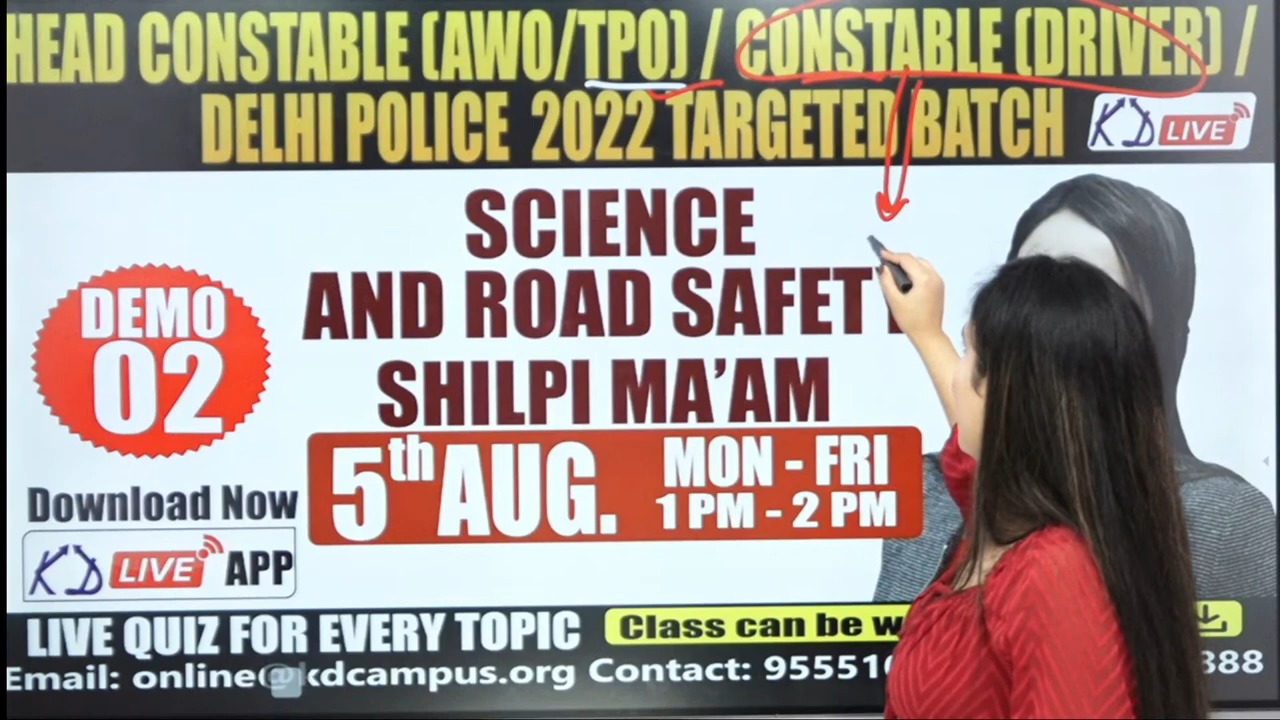 HEAD CONSTABLE (AWO/TPO) / CONSTABLE (DRIVER) /
DELHI POLICE 2022 TARGETED BATCH
KD LIVE
SCIENCE
AND ROAD SAFETY
SHILPI MA'AM
DEMO
02
5th AUG.
MON - FRI
1 PM - 2 PM
Download Now
KD LIVE APP
LIVE QUIZ FOR EVERY TOPIC
Class can be
Email: online@kdcampus.org Contact: 95551 888